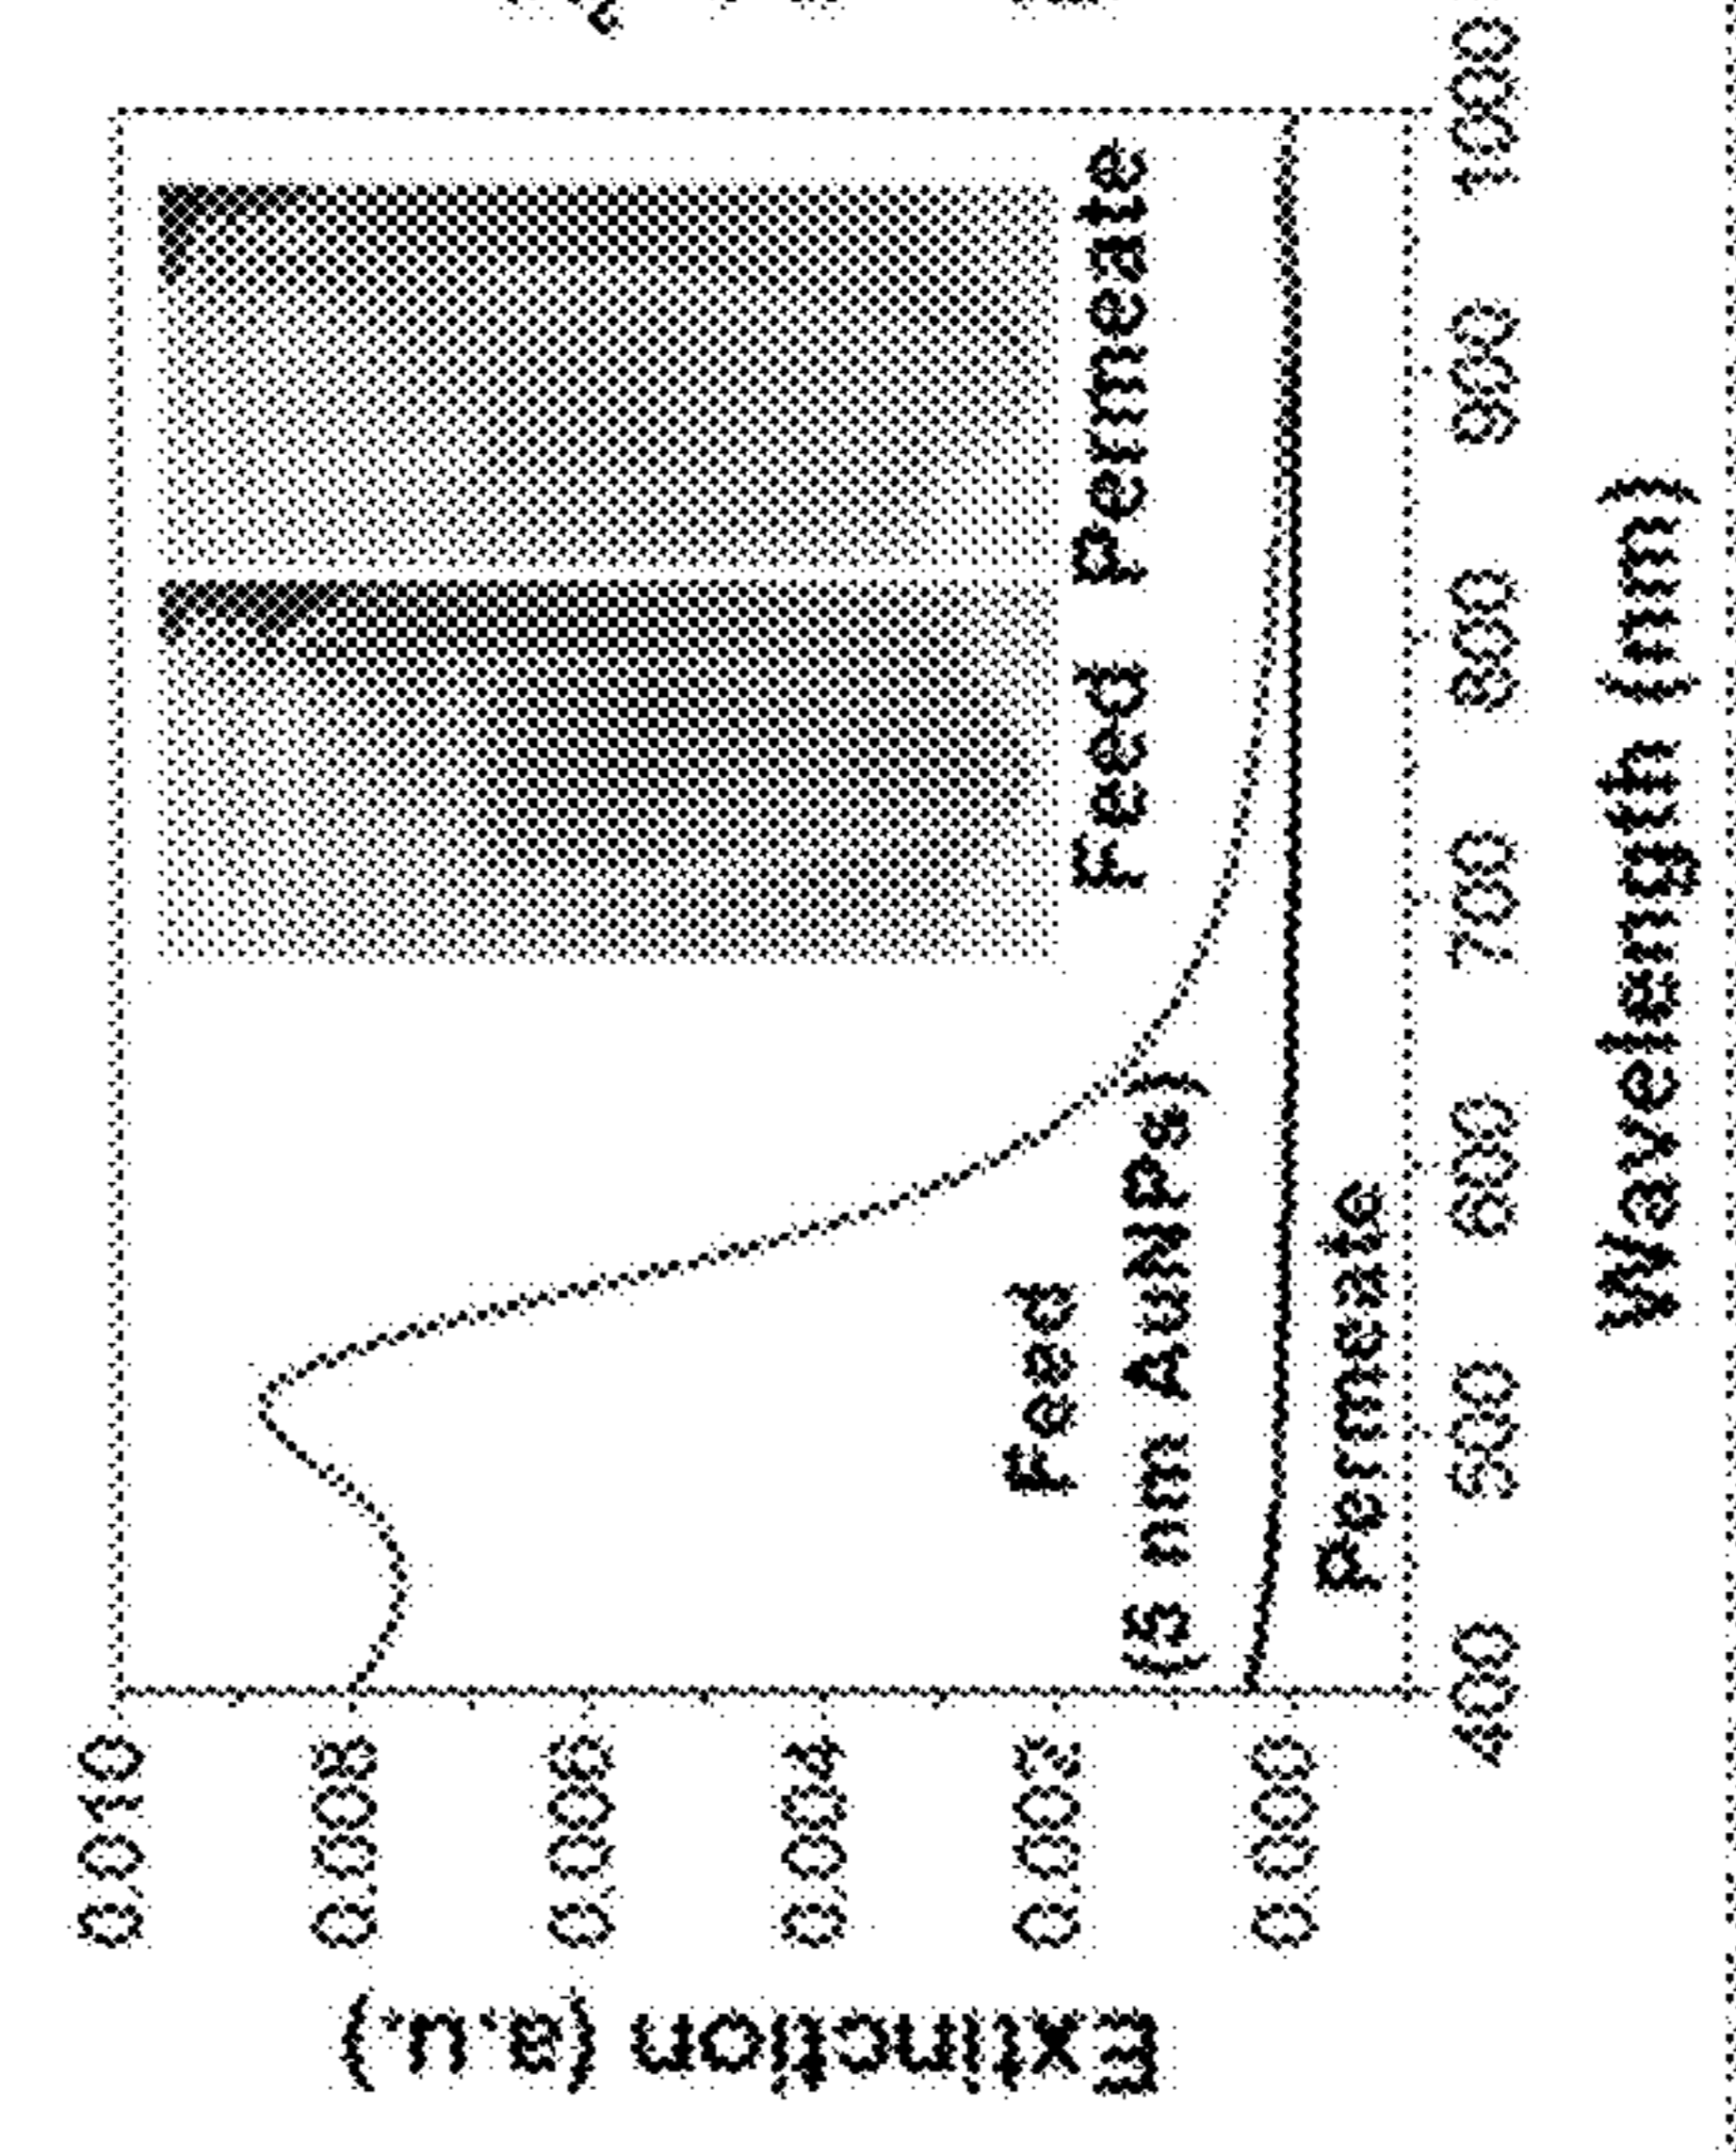 Extinction (a.u.)
0.010
0.008
0.006
0.004
0.002
0.000
Feed Permeate
Feed
(5 nm AuNPs)
Permeate
400 500 600 700 800 900 1000
Wavelength (nm)